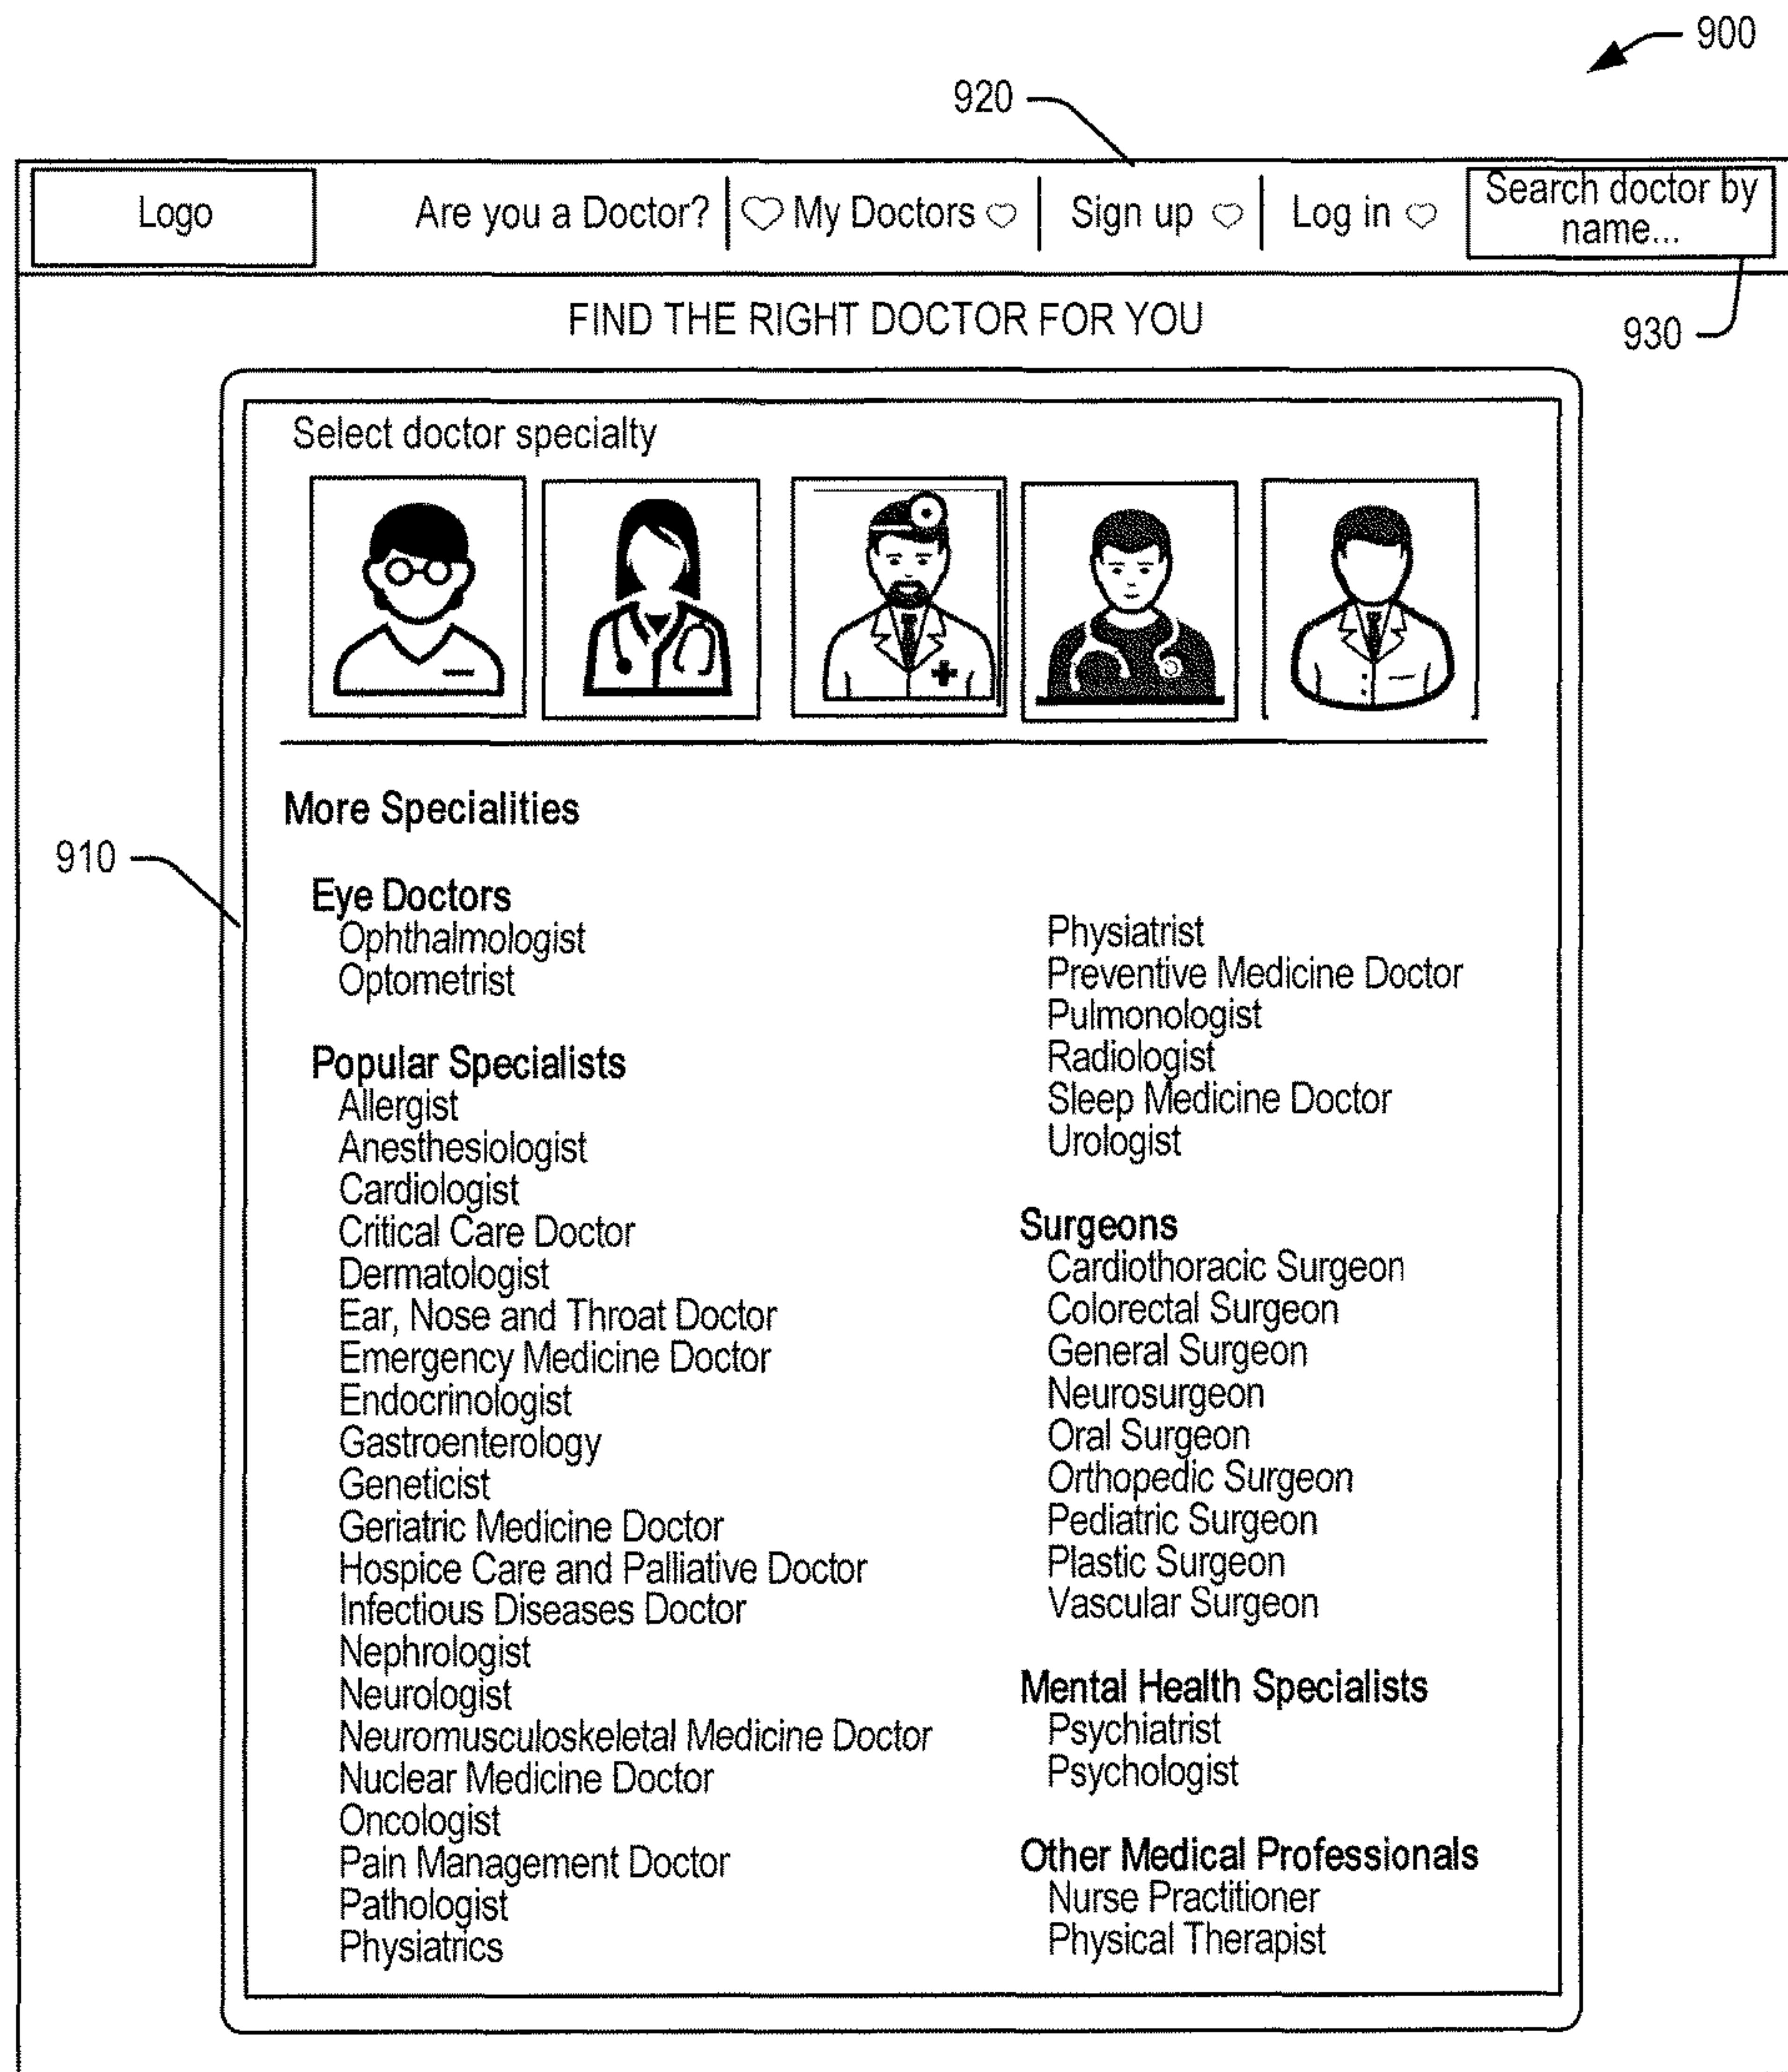 900
920
Logo
Are you a Doctor?
My Doctors
Sign up
Log in
Search doctor by
name...
930
FIND THE RIGHT DOCTOR FOR YOU
Select doctor specialty
More Specialities
910
Eye Doctors
Ophthalmologist
Optometrist
Popular Specialists
Allergist
Anesthesiologist
Cardiologist
Critical Care Doctor
Dermatologist
Ear, Nose and Throat Doctor
Emergency Medicine Doctor
Endocrinologist
Gastroenterology
Geneticist
Geriatric Medicine Doctor
Hospice Care and Palliative Doctor
Infectious Diseases Doctor
Nephrologist
Neurologist
Neuromusculoskeletal Medicine Doctor
Nuclear Medicine Doctor
Oncologist
Pain Management Doctor
Pathologist
Physiatrics
Physiatrist
Preventive Medicine Doctor
Pulmonologist
Radiologist
Sleep Medicine Doctor
Urologist
Surgeons
Cardiothoracic Surgeon
Colorectal Surgeon
General Surgeon
Neurosurgeon
Oral Surgeon
Orthopedic Surgeon
Pediatric Surgeon
Plastic Surgeon
Vascular Surgeon
Mental Health Specialists
Psychiatrist
Psychologist
Other Medical Professionals
Nurse Practitioner
Physical Therapist